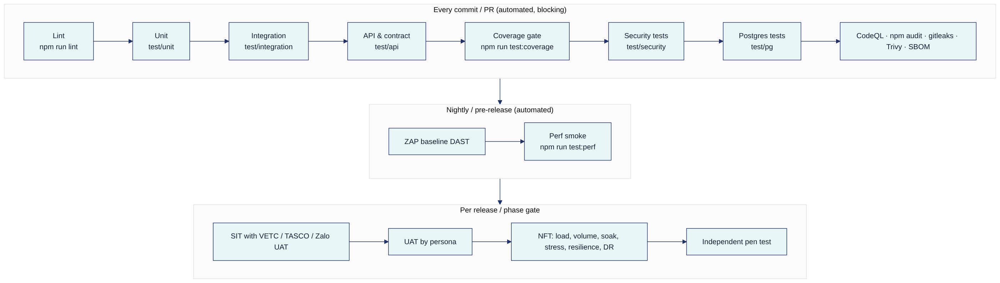 Every commit / PR (automated, blocking)
Lint
npm run lint
Unit
test/unit
Integration
test/integration
API & contract
test/api
Coverage gate
npm run test:coverage
Security tests
test/security
Postgres tests
test/pg
CodeQL · npm audit · gitleaks ·
Trivy · SBOM
Nightly / pre-release (automated)
ZAP baseline DAST
Perf smoke
npm run test:perf
Per release / phase gate
SIT with VETC / TASCO / Zalo
UAT
UAT by persona
NFT: load, volume, soak,
stress, resilience, DR
Independent pen test